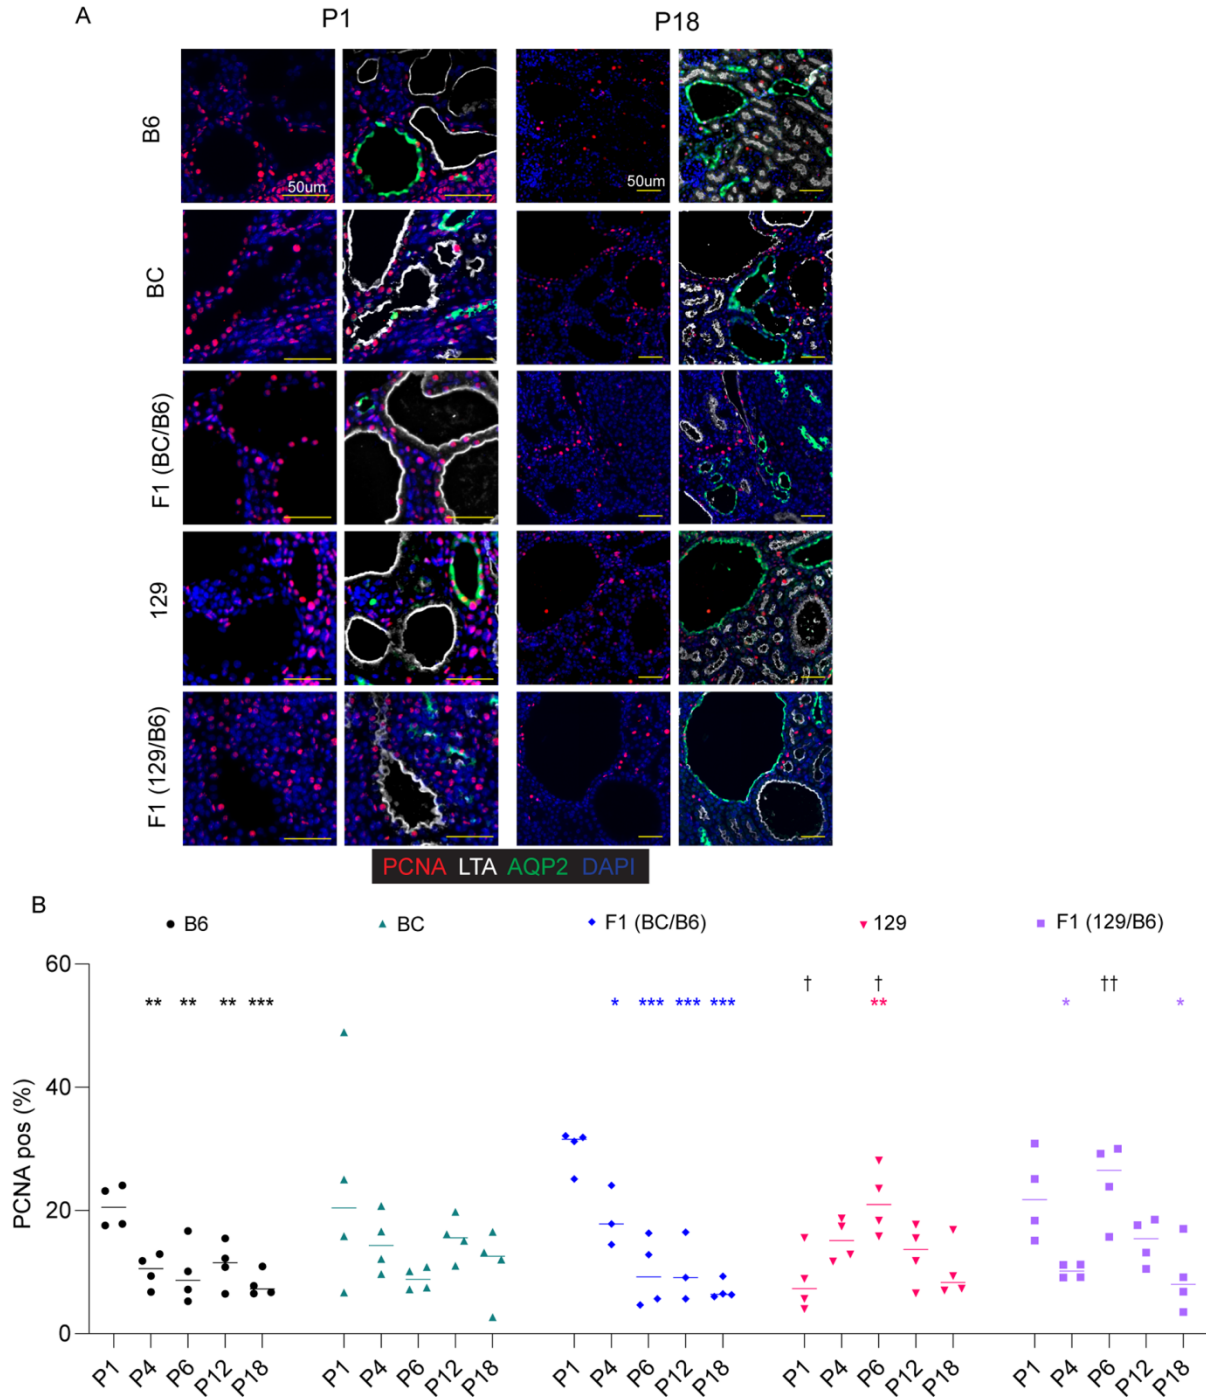 A
P1 P18
B6
50um 50um
BC
F1 (BC/B6)
129
F1 (129/B6)
PCNA LTA AQP2 DAPI
B
B6 BC F1 (BC/B6) 129 F1 (129/B6)
60
† † ††
** ** ** *** * *** *** *** ** * *
40
PCNA pos (%)
20
0
P1 P4 P6 P12 P18 P1 P4 P6 P12 P18 P1 P4 P6 P12 P18 P1 P4 P6 P12 P18 P1 P4 P6 P12 P18